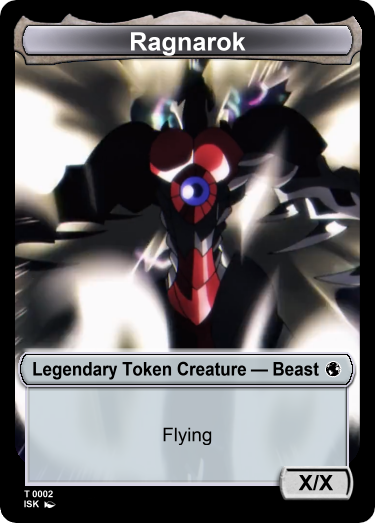 Ragnarok
Legendary Token Creature — Beast
Flying
X/X
T 0002
ISK